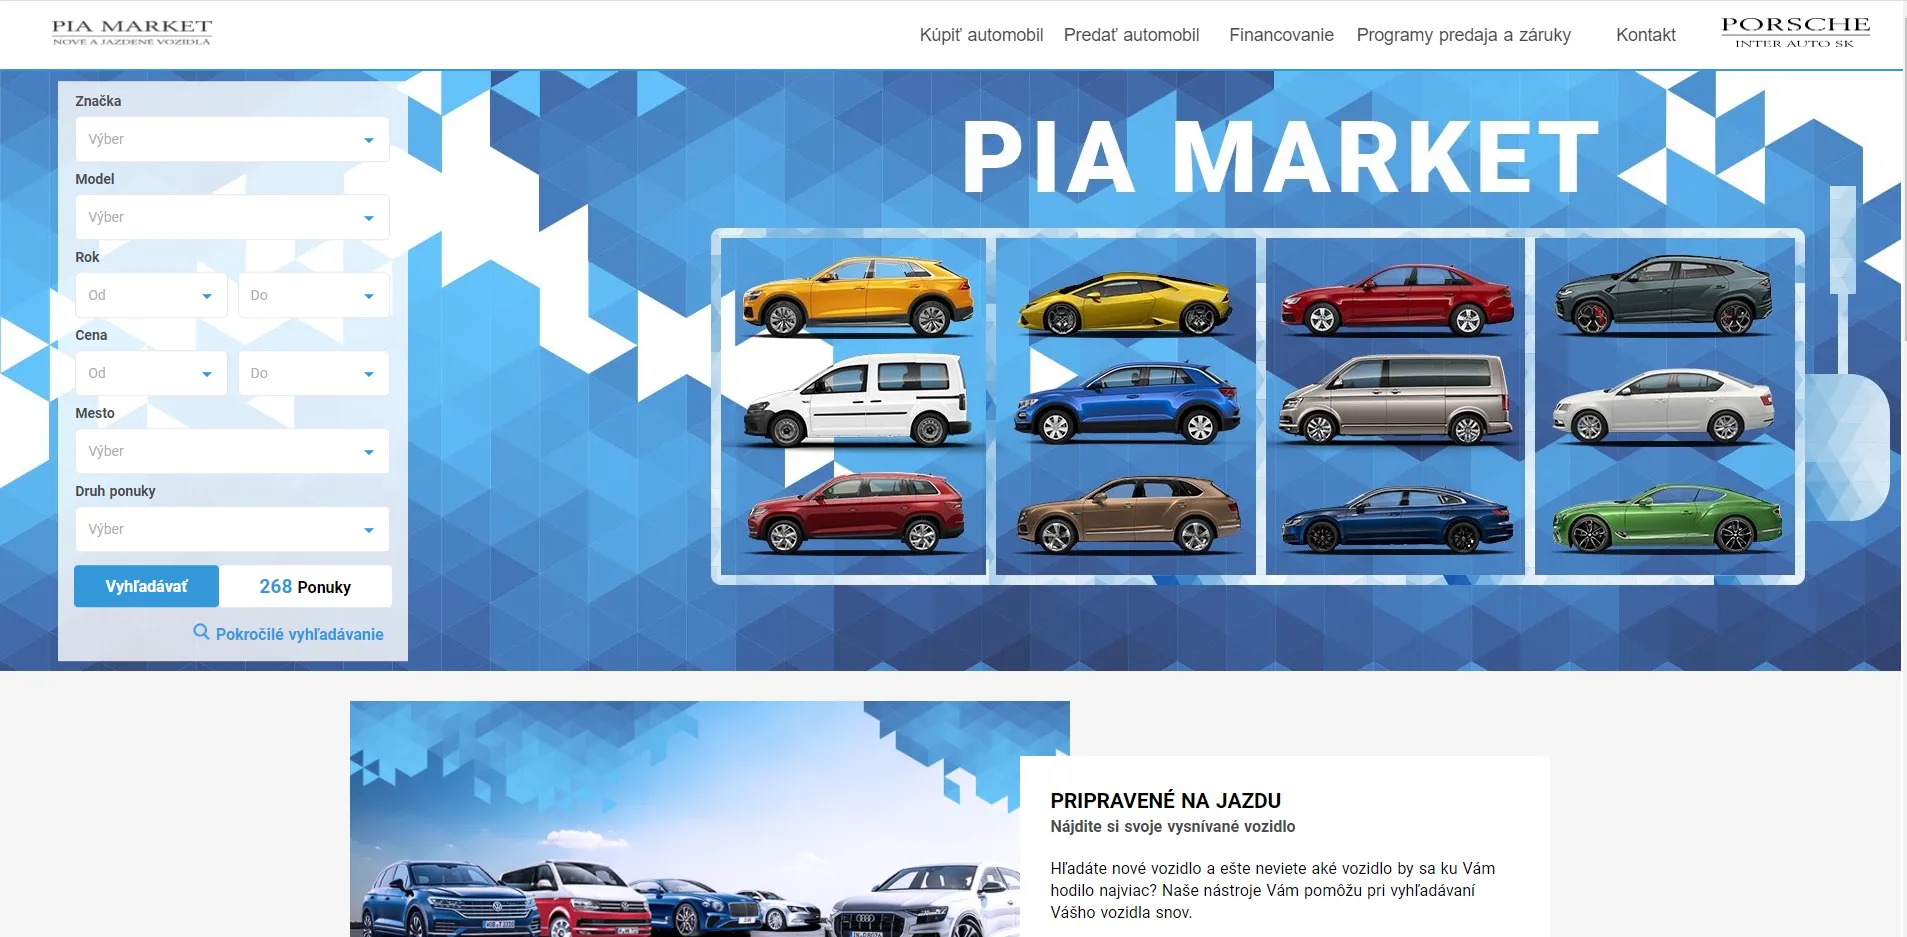 PIA MARKET
NOVÉ A JAZDENÉ VOZIDLÁ
Kúpiť automobil
Predať automobil
Financovanie
Programy predaja a záruky
Kontakt
PORSCHE
INTER AUTO SK
Značka
Výber
Model
Výber
Rok
Od
Do
Cena
Od
Do
Mesto
Výber
Druh ponuky
Výber
Vyhľadávať
268 Ponuky
Pokročilé vyhľadávanie
PIA MARKET
PRIPRAVENÉ NA JAZDU
Nájdite si svoje vysnívané vozidlo
Hľadáte nové vozidlo a ešte neviete aké vozidlo by sa ku Vám
hodilo najviac? Naše nástroje Vám pomôžu pri vyhľadávaní
Vášho vozidla snov.